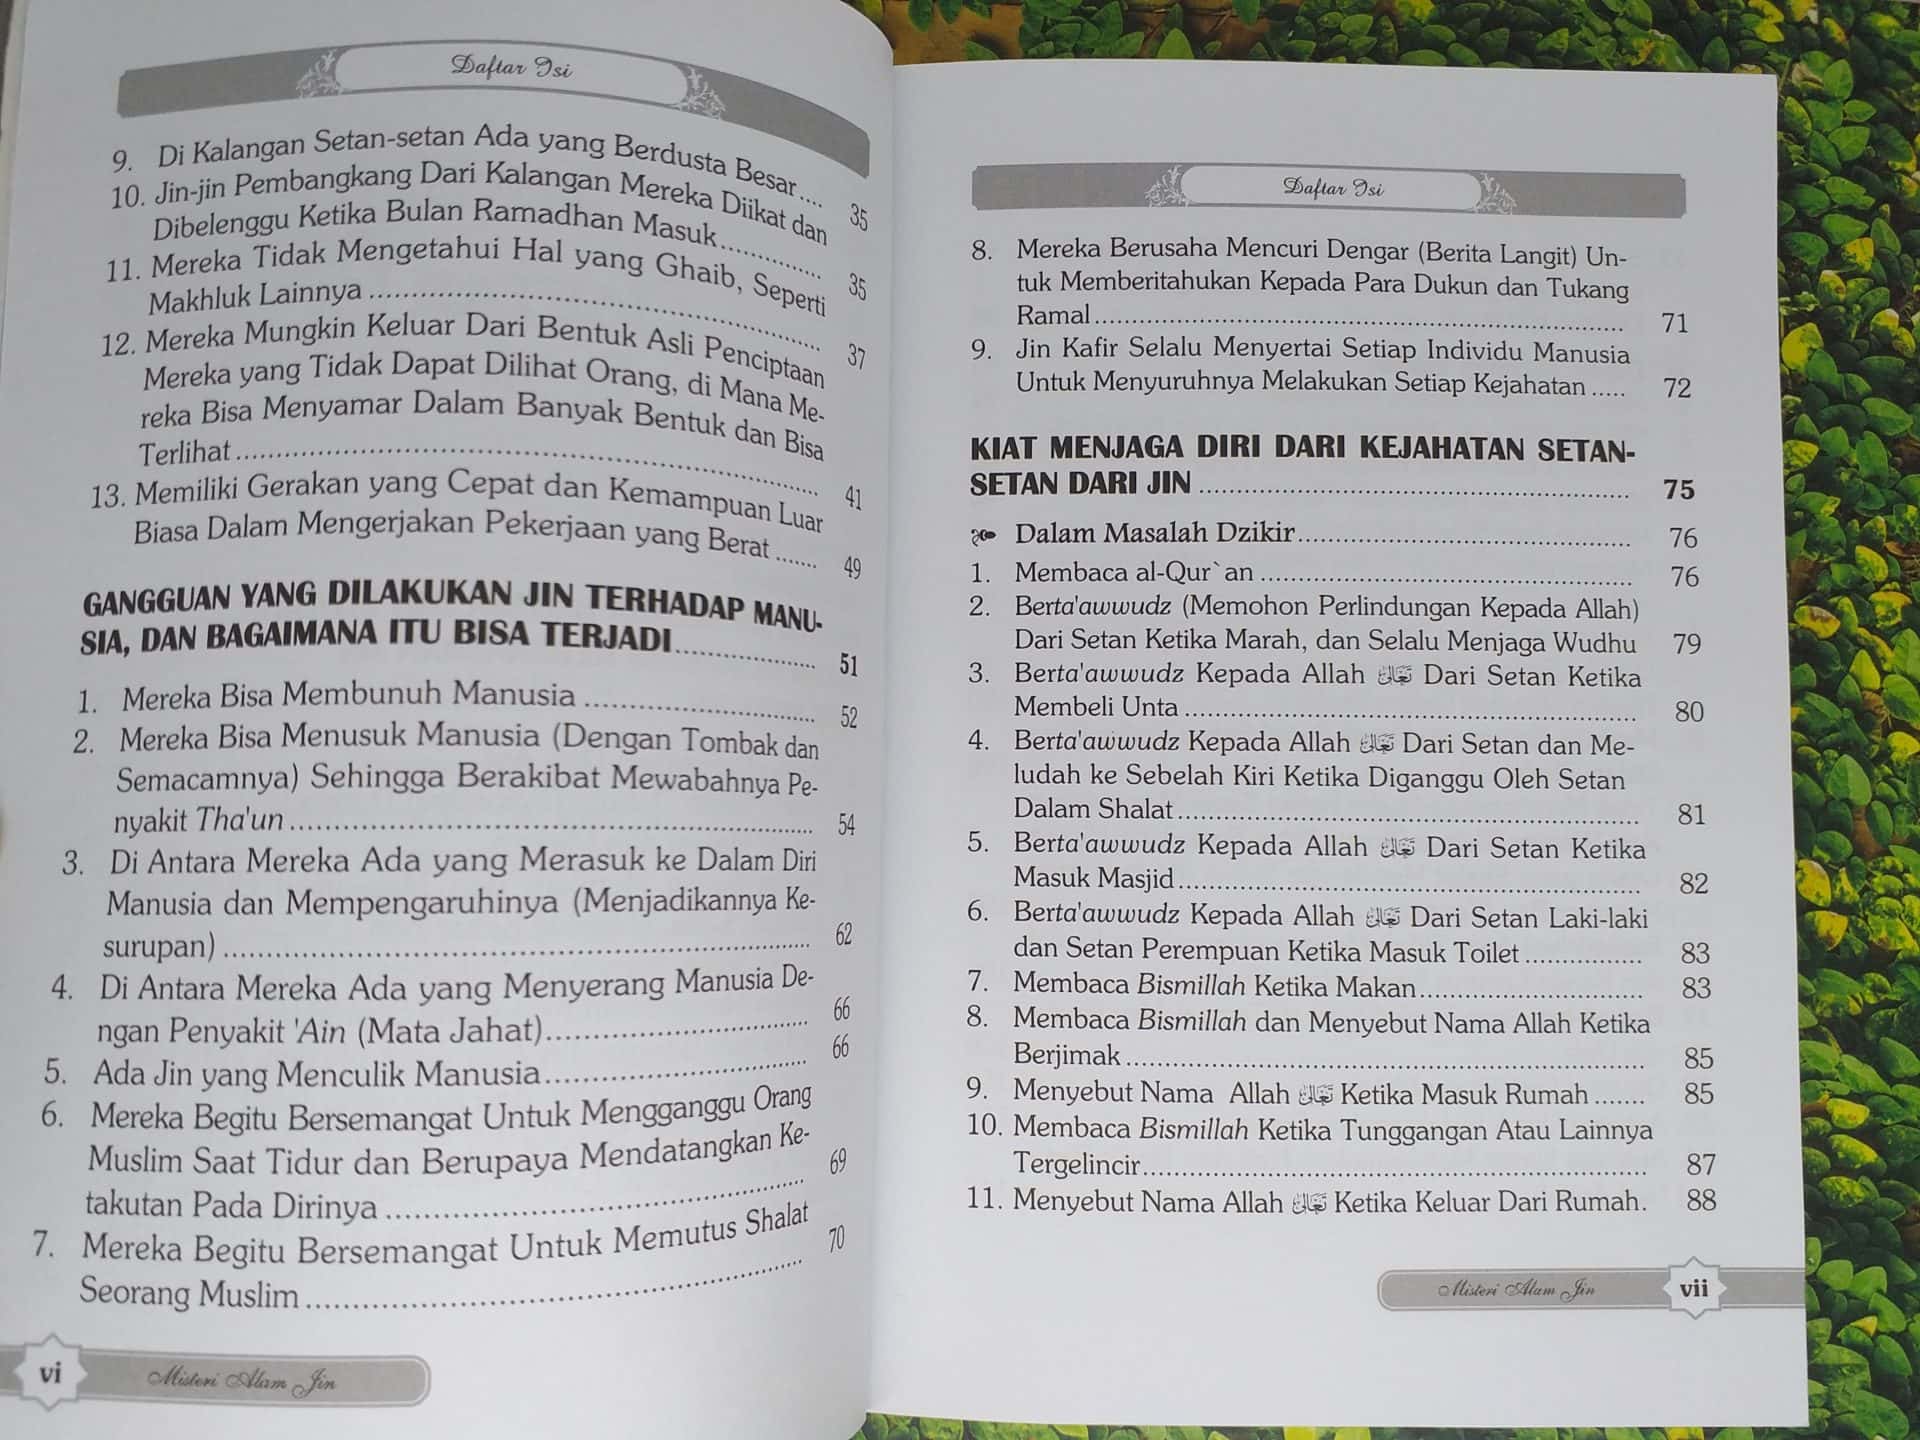 Daftar Isi
9. Di Kalangan Setan-setan Ada yang Berdusta Besar.... 35
10. Jin-jin Pembangkang Dari Kalangan Mereka Diikat dan
Dibelenggu Ketika Bulan Ramadhan Masuk............... 35
11. Mereka Tidak Mengetahui Hal yang Ghaib, Seperti
Makhluk Lainnya ............................................................ 37
12. Mereka Mungkin Keluar Dari Bentuk Asli Penciptaan
Mereka yang Tidak Dapat Dilihat Orang, di Mana Me-
reka Bisa Menyamar Dalam Banyak Bentuk dan Bisa
Terlihat ............................................................ 41
13. Memiliki Gerakan yang Cepat dan Kemampuan Luar
Biasa Dalam Mengerjakan Pekerjaan yang Berat ....... 49
GANGGUAN YANG DILAKUKAN JIN TERHADAP MANU-
SIA, DAN BAGAIMANA ITU BISA TERJADI.................. 51
1. Mereka Bisa Membunuh Manusia .............................. 52
2. Mereka Bisa Menusuk Manusia (Dengan Tombak dan
Semacamnya) Sehingga Berakibat Mewabahnya Pe-
nyakit Tha'un ............................................................ 54
3. Di Antara Mereka Ada yang Merasuk ke Dalam Diri
Manusia dan Mempengaruhinya (Menjadikannya Ke-
surupan) ............................................................ 62
4. Di Antara Mereka Ada yang Menyerang Manusia De-
ngan Penyakit 'Ain (Mata Jahat)................................. 66
5. Ada Jin yang Menculik Manusia................................. 66
6. Mereka Begitu Bersemangat Untuk Mengganggu Orang
Muslim Saat Tidur dan Berupaya Mendatangkan Ke-
takutan Pada Dirinya .................................................. 69
7. Mereka Begitu Bersemangat Untuk Memutus Shalat
Seorang Muslim............................................................ 70
vi Misteri Alam Jin
Daftar Isi
8. Mereka Berusaha Mencuri Dengar (Berita Langit) Un-
tuk Memberitahukan Kepada Para Dukun dan Tukang
Ramal............................................................ 71
9. Jin Kafir Selalu Menyertai Setiap Individu Manusia
Untuk Menyuruhnya Melakukan Setiap Kejahatan ..... 72
KIAT MENJAGA DIRI DARI KEJAHATAN SETAN-
SETAN DARI JIN ............................................................ 75
Dalam Masalah Dzikir.................................................. 76
1. Membaca al-Qur`an .................................................. 76
2. Berta'awwudz (Memohon Perlindungan Kepada Allah)
Dari Setan Ketika Marah, dan Selalu Menjaga Wudhu 79
3. Berta'awwudz Kepada Allah تَعَالَىٰ Dari Setan Ketika
Membeli Unta ............................................................ 80
4. Berta'awwudz Kepada Allah تَعَالَىٰ Dari Setan dan Me-
ludah ke Sebelah Kiri Ketika Diganggu Oleh Setan
Dalam Shalat............................................................ 81
5. Berta'awwudz Kepada Allah تَعَالَىٰ Dari Setan Ketika
Masuk Masjid............................................................ 82
6. Berta'awwudz Kepada Allah تَعَالَىٰ Dari Setan Laki-laki
dan Setan Perempuan Ketika Masuk Toilet ............... 83
7. Membaca Bismillah Ketika Makan............................. 83
8. Membaca Bismillah dan Menyebut Nama Allah Ketika
Berjimak ............................................................ 85
9. Menyebut Nama Allah تَعَالَىٰ Ketika Masuk Rumah ....... 85
10. Membaca Bismillah Ketika Tunggangan Atau Lainnya
Tergelincir............................................................ 87
11. Menyebut Nama Allah تَعَالَىٰ Ketika Keluar Dari Rumah. 88
Misteri Alam Jin vii